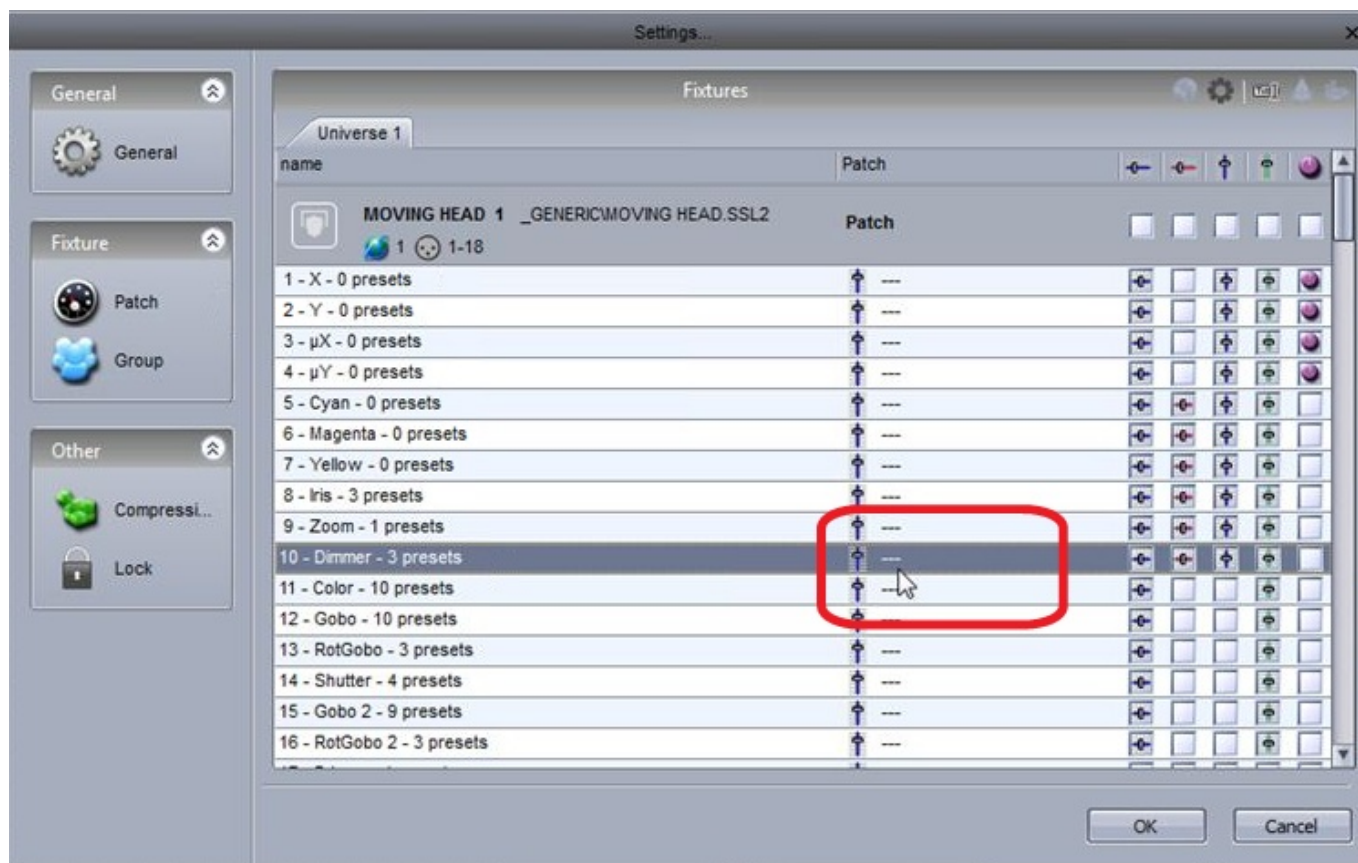 Settings...
General
General
Fixture
Patch
Group
Other
Compressi...
Lock
Fixtures
Universe 1
name Patch
MOVING HEAD 1 _GENERIC\MOVING HEAD.SSL2 Patch
1 1-18
1 - X - 0 presets ---
2 - Y - 0 presets ---
3 - µX - 0 presets ---
4 - µY - 0 presets ---
5 - Cyan - 0 presets ---
6 - Magenta - 0 presets ---
7 - Yellow - 0 presets ---
8 - Iris - 3 presets ---
9 - Zoom - 1 presets ---
10 - Dimmer - 3 presets ---
11 - Color - 10 presets ---
12 - Gobo - 10 presets ---
13 - RotGobo - 3 presets ---
14 - Shutter - 4 presets ---
15 - Gobo 2 - 9 presets ---
16 - RotGobo 2 - 3 presets ---
OK Cancel